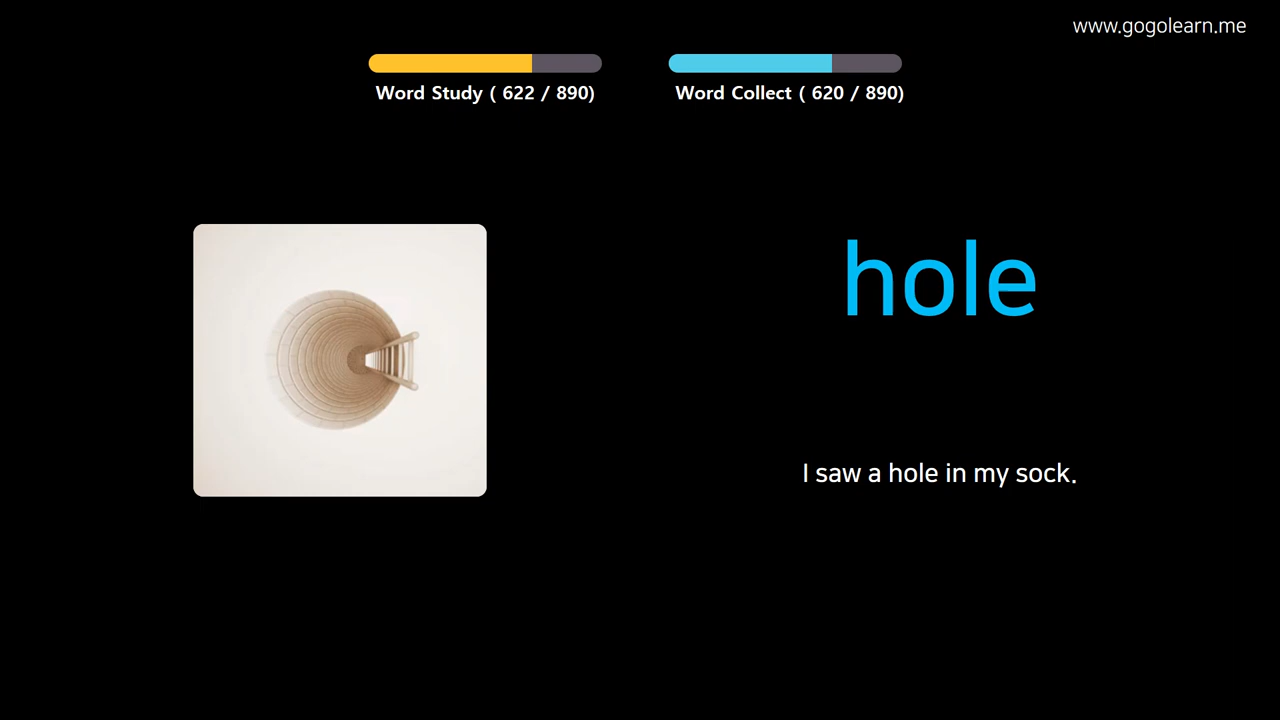 www.gogolearn.me
Word Study ( 622 / 890)
Word Collect ( 620 / 890)
hole
I saw a hole in my sock.